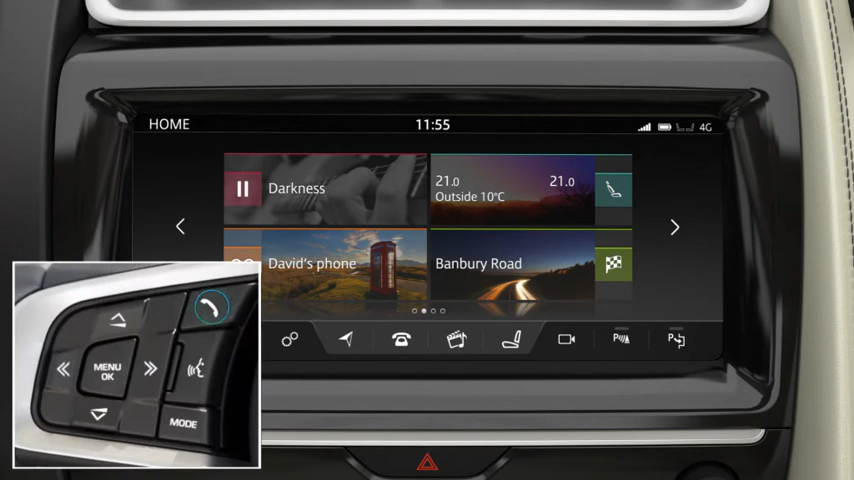 HOME
11:55
4G
Darkness
21.0
21.0
Outside 10°C
David's phone
Banbury Road
MENU
OK
MODE
P
P